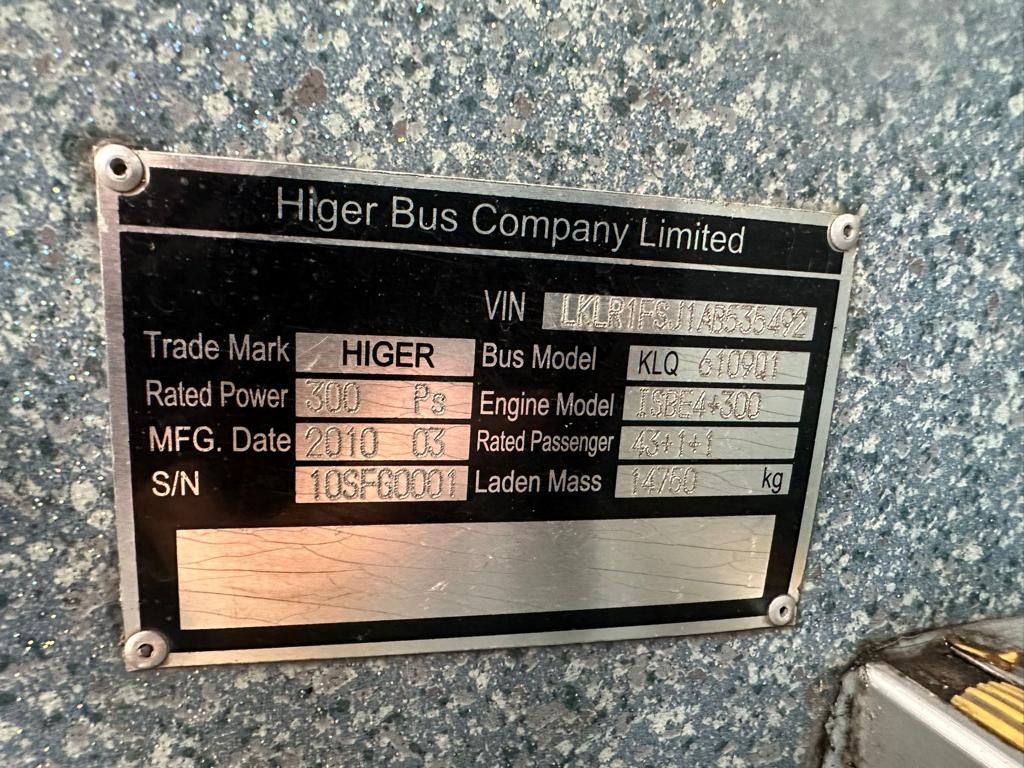 Higer Bus Company Limited
VIN LKLR1FSJ1AB535492
Trade Mark HIGER Bus Model KLQ 6109Q1
Rated Power 300 Ps Engine Model ISBE4+300
MFG. Date 2010 03 Rated Passenger 43+1+1
S/N 10SFG0001 Laden Mass 14750 kg